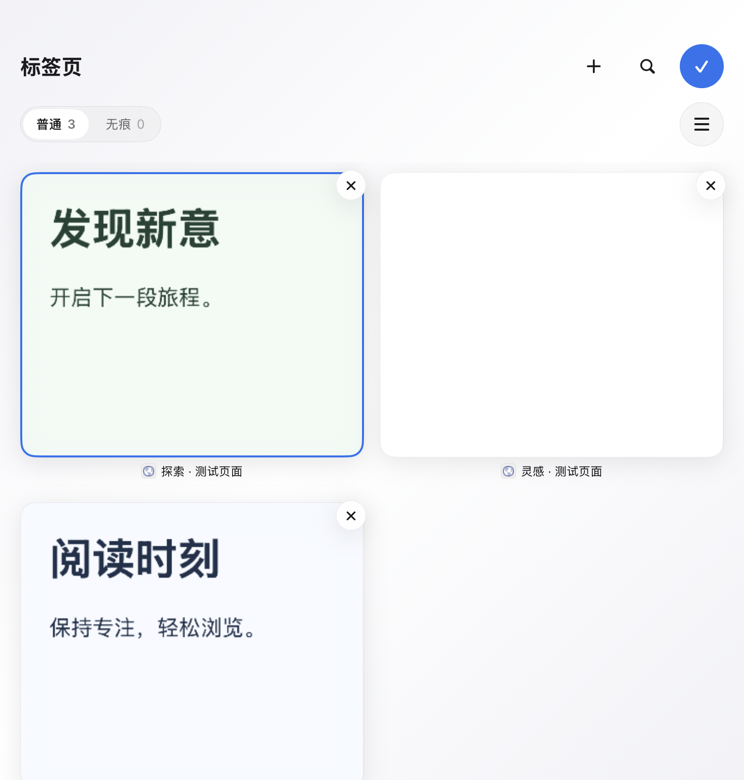 标签页
普通 3 无痕 0
发现新意
开启下一段旅程。
探索 · 测试页面
灵感 · 测试页面
阅读时刻
保持专注，轻松浏览。